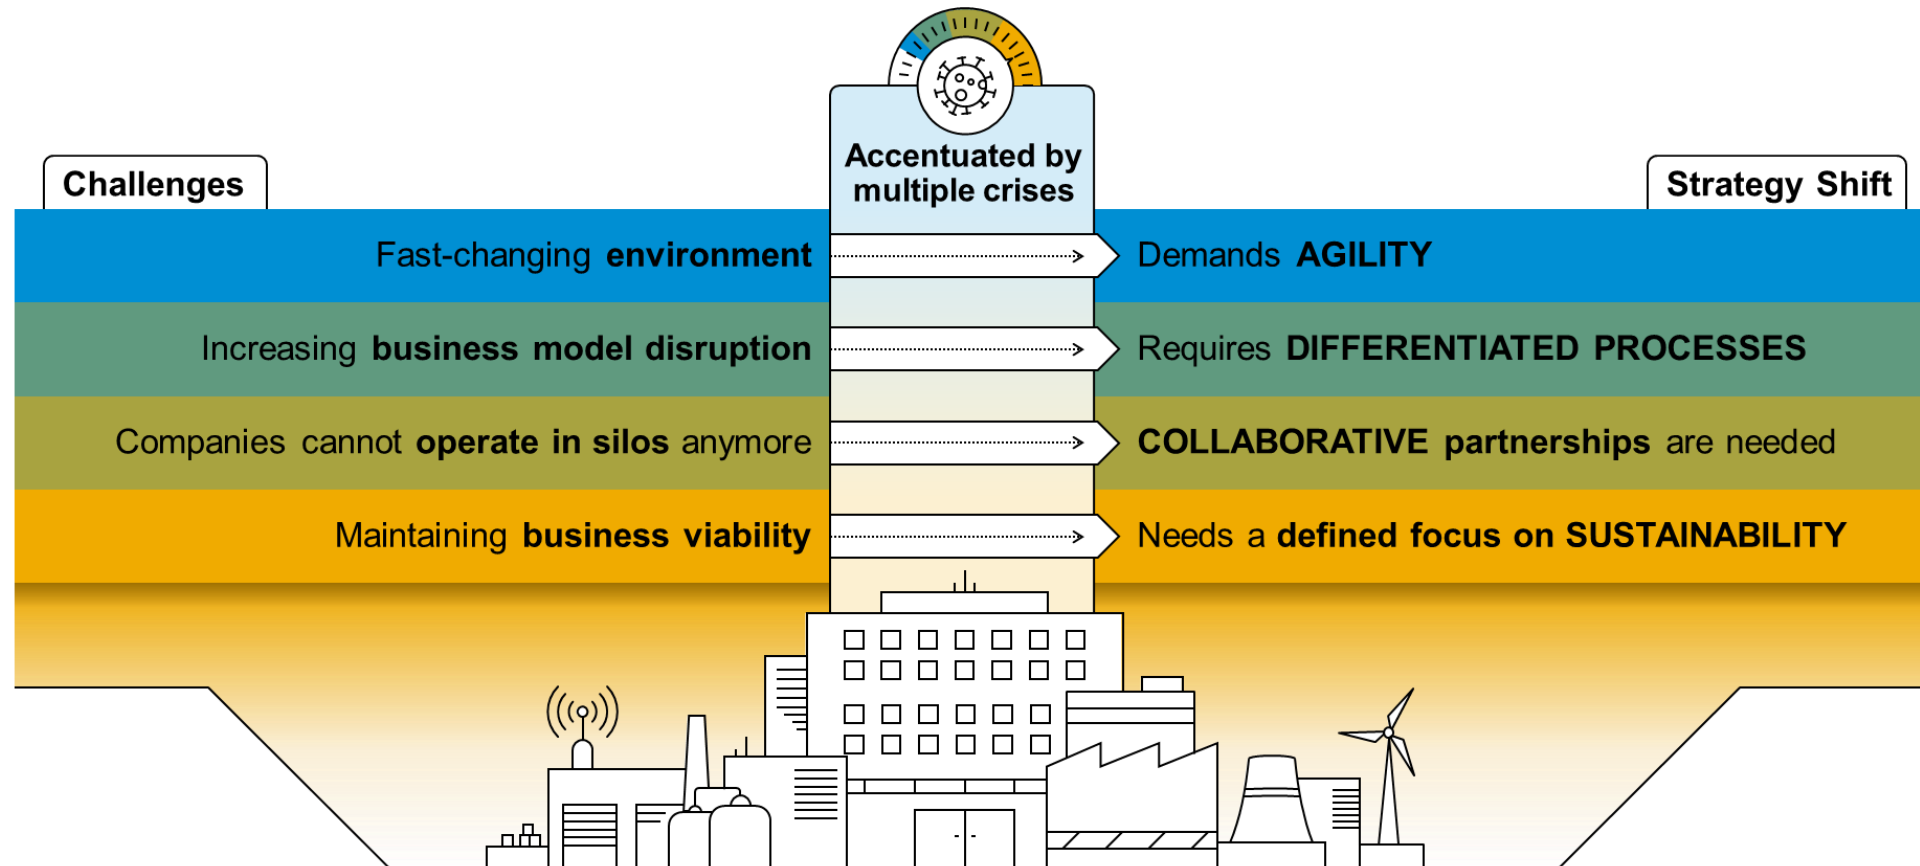 Accentuated by
multiple crises
Challenges
Strategy Shift
Fast-changing environment
Demands AGILITY
Increasing business model disruption
Requires DIFFERENTIATED PROCESSES
Companies cannot operate in silos anymore
COLLABORATIVE partnerships are needed
Maintaining business viability
Needs a defined focus on SUSTAINABILITY